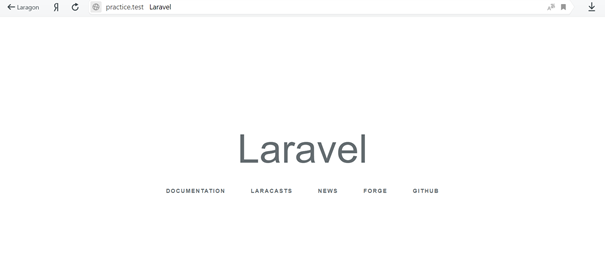 Laragon Я practice.test Laravel
Laravel
DOCUMENTATION LARACASTS NEWS FORGE GITHUB